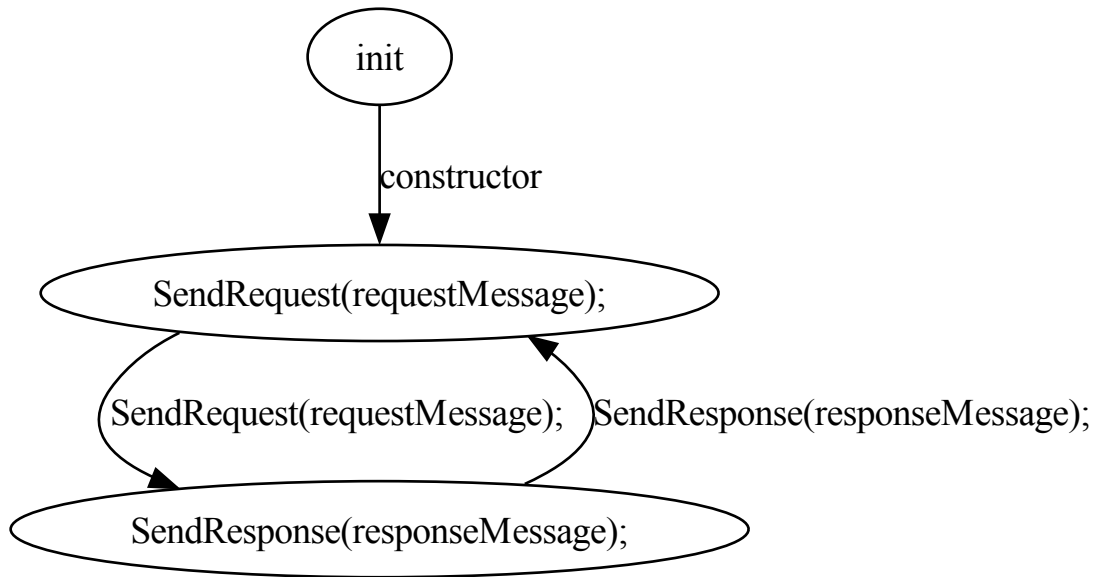 init
constructor
SendRequest(requestMessage);
SendRequest(requestMessage);
SendResponse(responseMessage);
SendResponse(responseMessage);